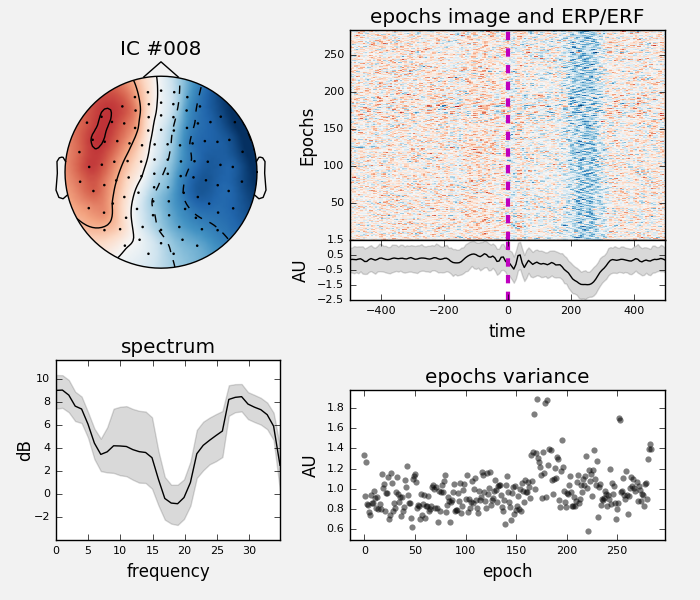 IC #008
epochs image and ERP/ERF
Epochs
250
200
150
100
50
AU
1.5
0.5
−0.5
−1.5
−2.5
−400 −200 0 200 400
time
spectrum
dB
10
8
6
4
2
0
−2
0 5 10 15 20 25 30
frequency
epochs variance
AU
1.8
1.6
1.4
1.2
1.0
0.8
0.6
0 50 100 150 200 250
epoch